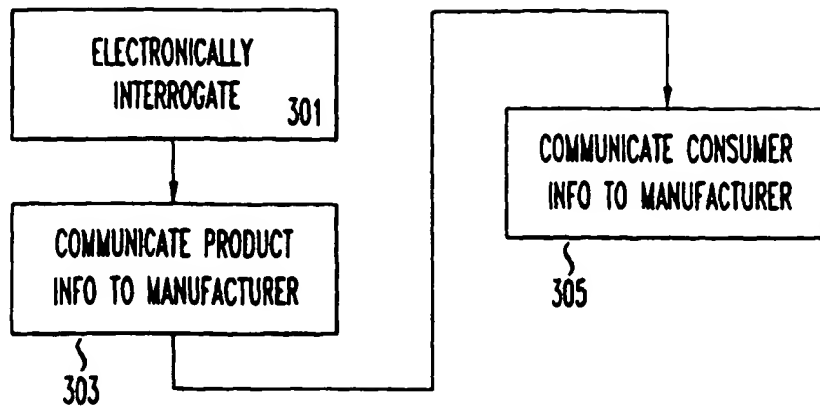 ELECTRONICALLY
INTERROGATE
301
COMMUNICATE PRODUCT
INFO TO MANUFACTURER
303
COMMUNICATE CONSUMER
INFO TO MANUFACTURER
305